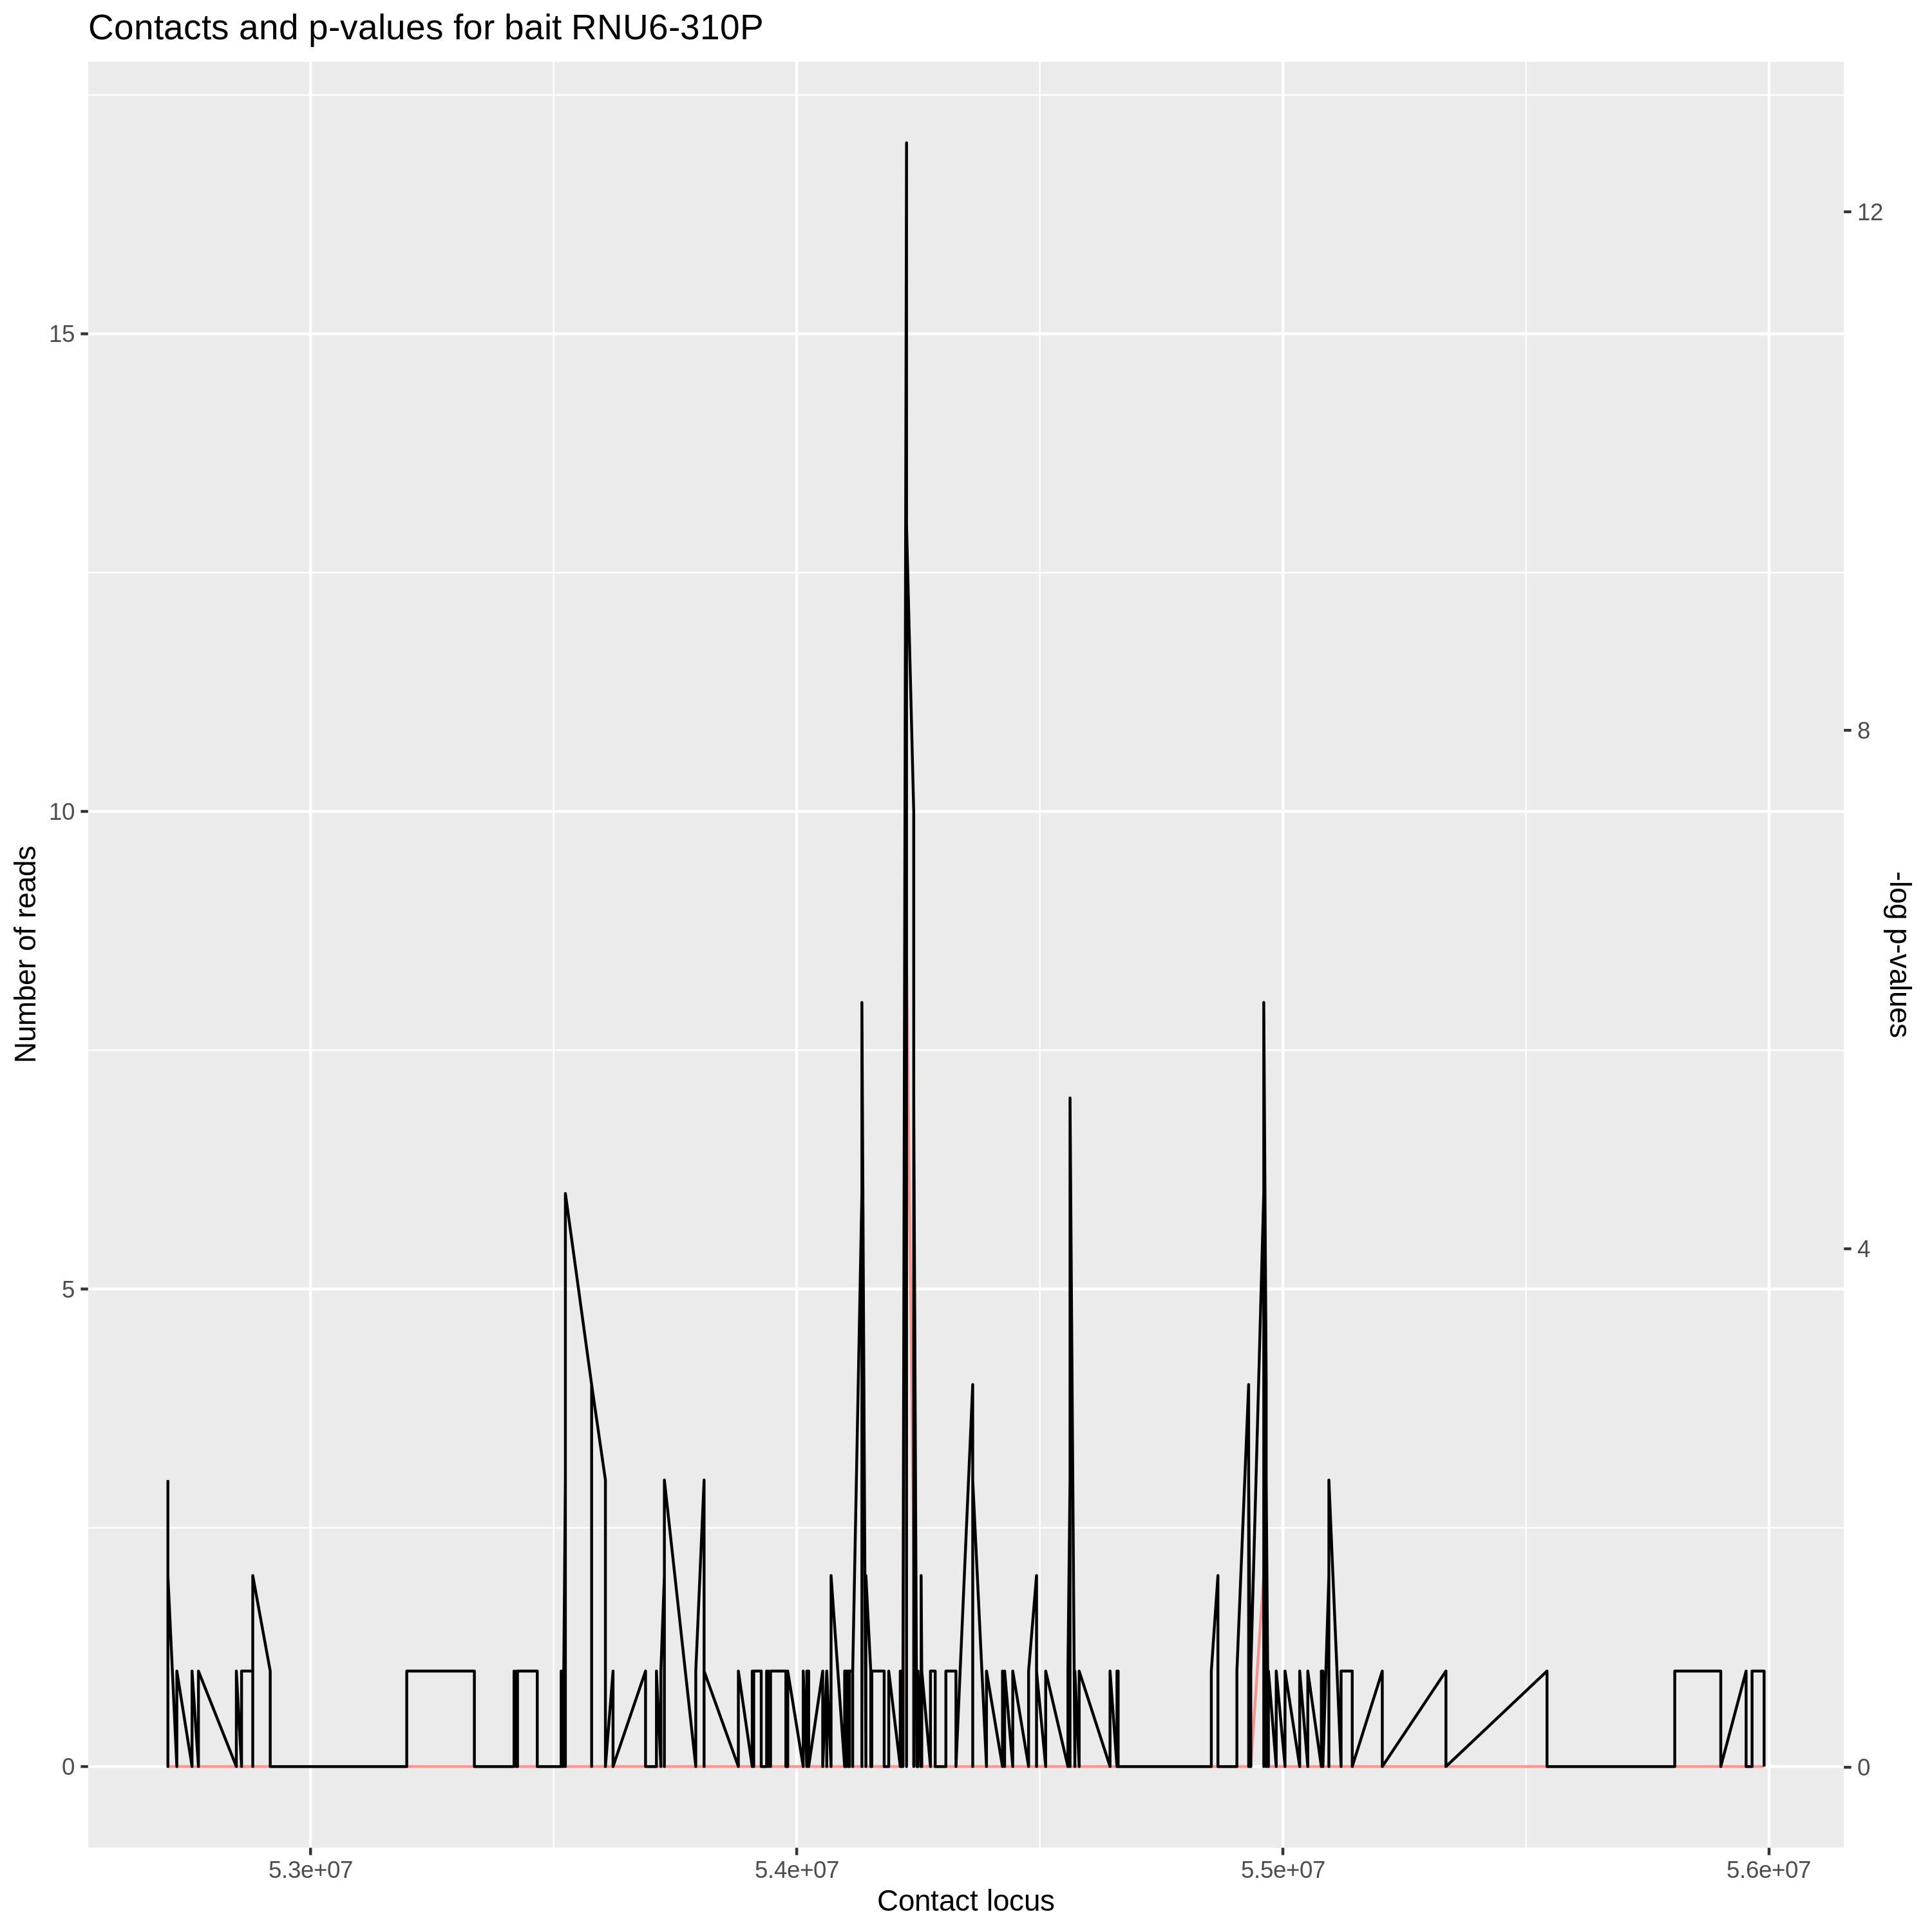 Contacts and p-values for bait RNU6-310P
15
10
5
0
12
8
4
0
Number of reads
-log p-values
5.3e+07 5.4e+07 5.5e+07 5.6e+07
Contact locus